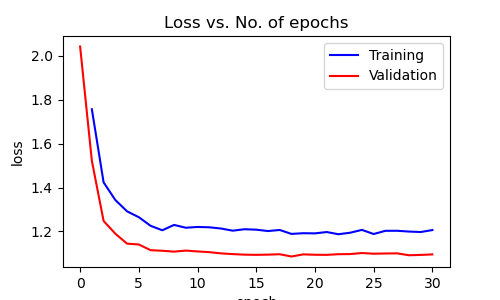 Loss vs. No. of epochs
Training
Validation
loss
2.0
1.8
1.6
1.4
1.2
0 5 10 15 20 25 30
epoch